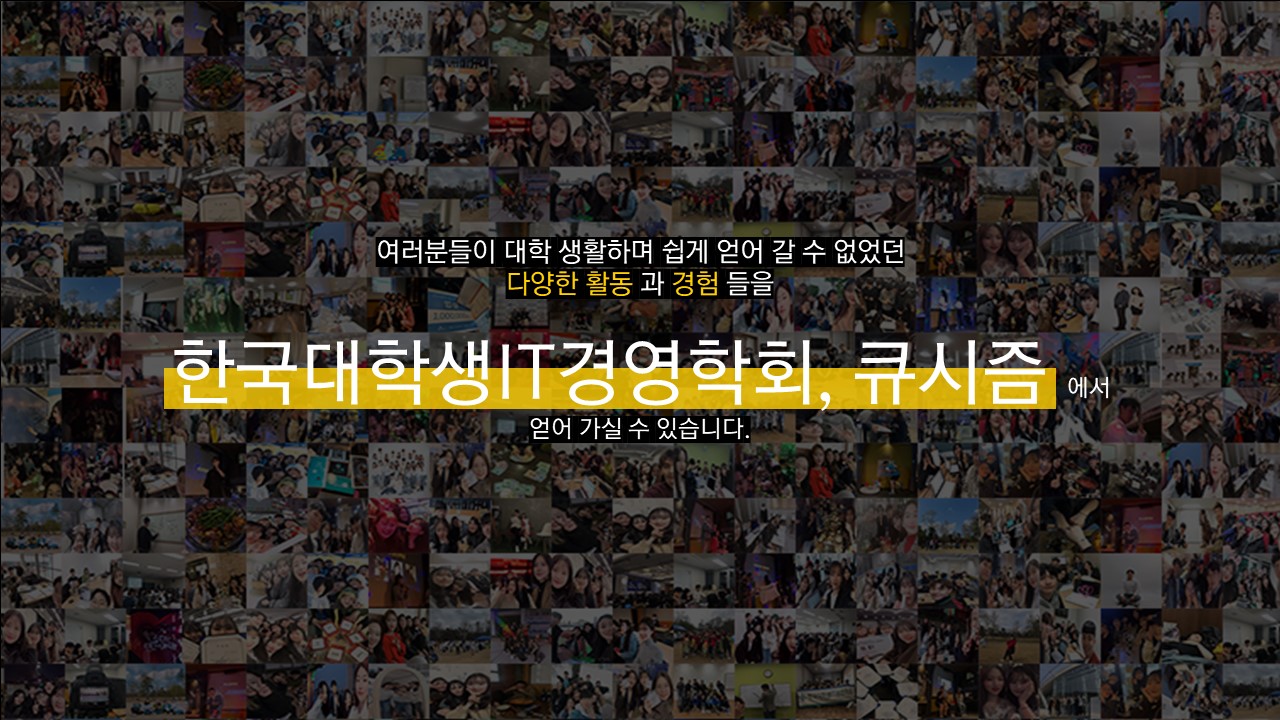 여러분들이 대학 생활하며 쉽게 얻어 갈 수 없었던
다양한 활동 과 경험 들을
한국대학생IT경영학회, 큐시즘 에서
얻어 가실 수 있습니다.